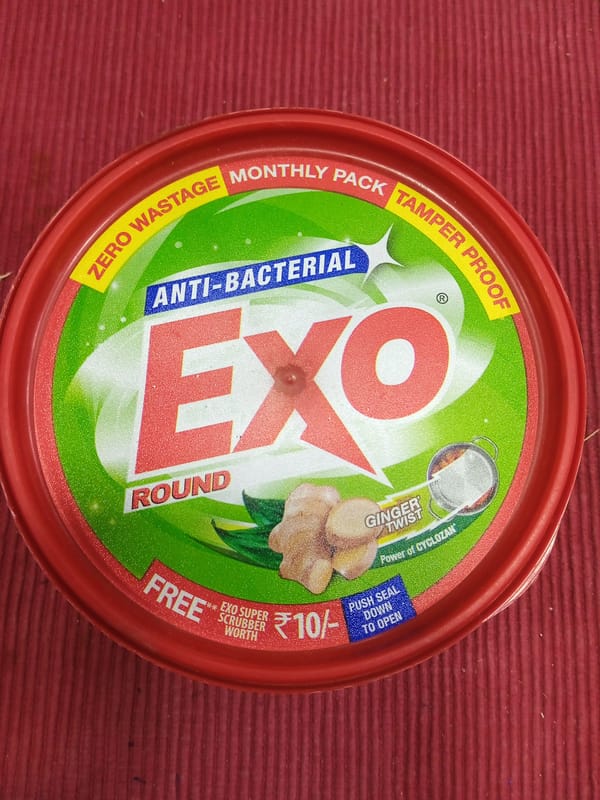 ZERO WASTAGE
MONTHLY PACK
TAMPER PROOF
ANTI-BACTERIAL
EXO®
ROUND
GINGER
TWIST
Power of CYCLOZAN*
FREE**
EXO SUPER
SCRUBBER
WORTH
₹10/-
PUSH SEAL
DOWN
TO OPEN